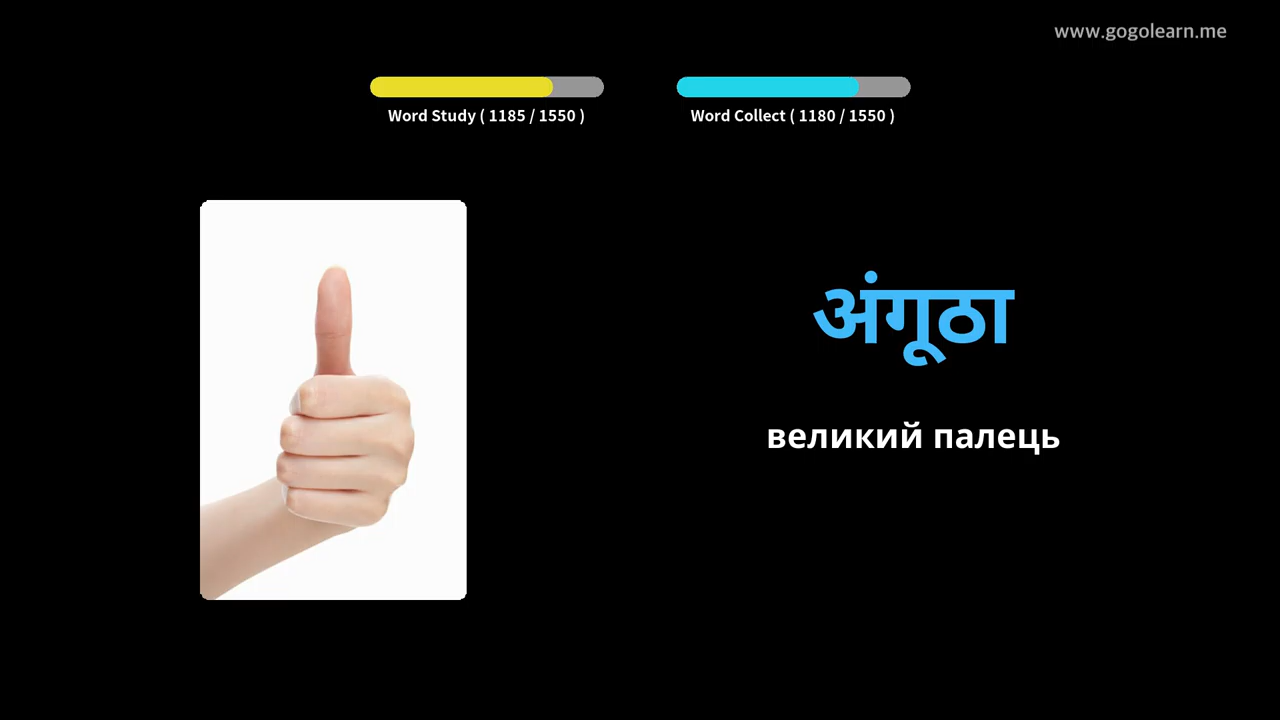 www.gogolearn.me
Word Study ( 1185 / 1550 )
Word Collect ( 1180 / 1550 )
अंगूठा
великий палець